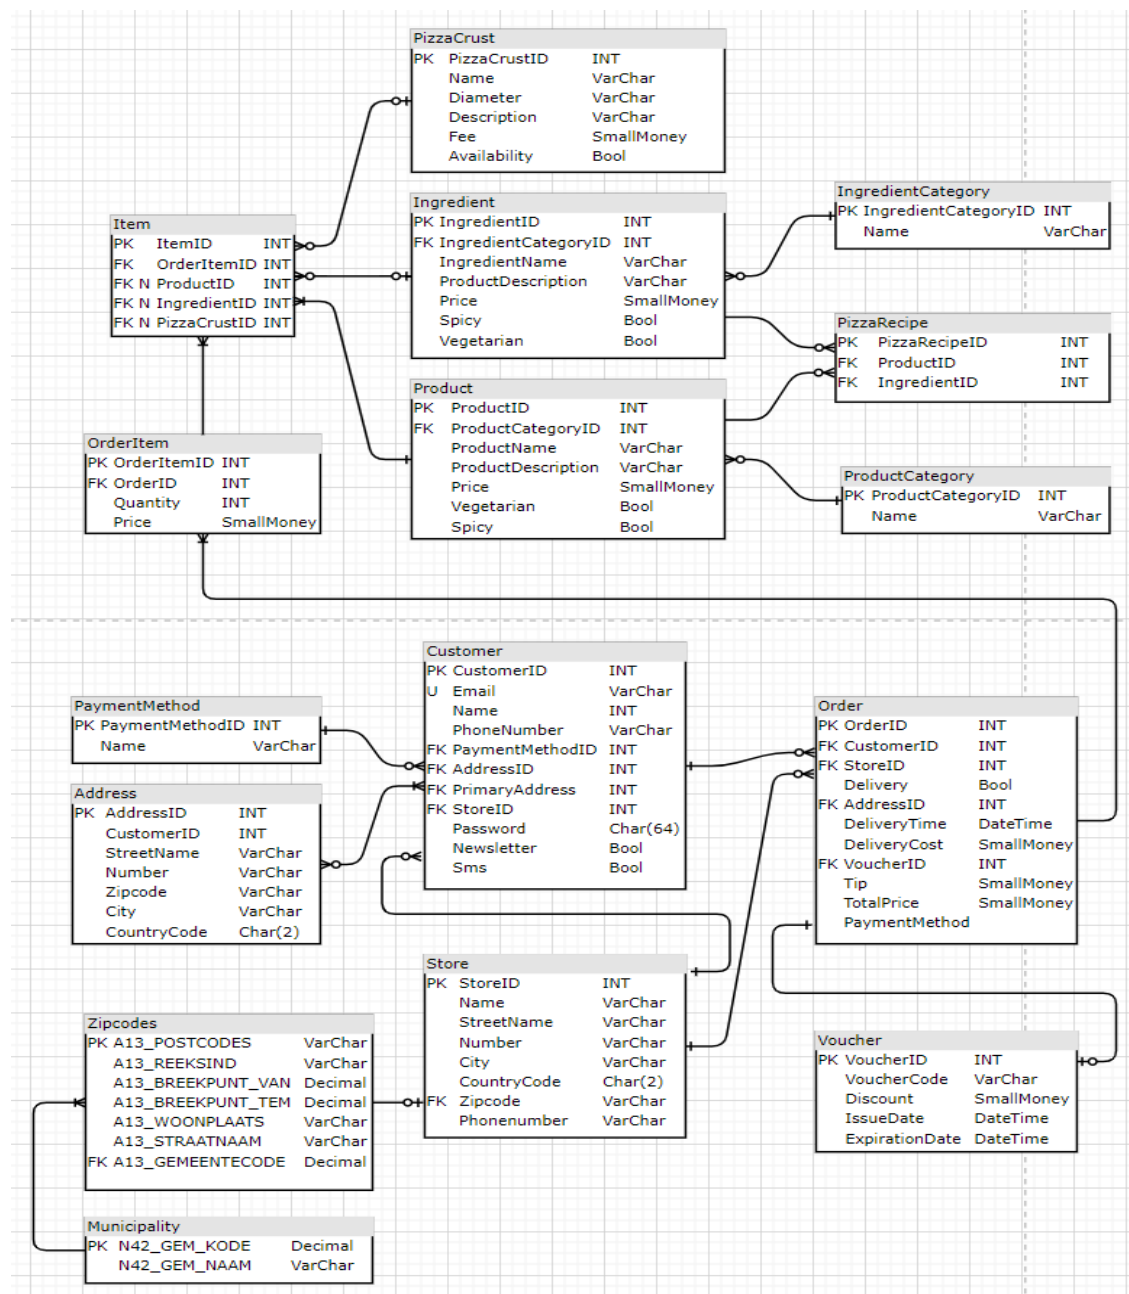 PizzaCrust
PK PizzaCrustID INT
Name VarChar
Diameter VarChar
Description VarChar
Fee SmallMoney
Availability Bool
Ingredient
PK IngredientID INT
FK IngredientCategoryID INT
IngredientName VarChar
ProductDescription VarChar
Price SmallMoney
Spicy Bool
Vegetarian Bool
IngredientCategory
PK IngredientCategoryID INT
Name VarChar
Item
PK ItemID INT
FK OrderItemID INT
FK N ProductID INT
FK N IngredientID INT
FK N PizzaCrustID INT
PizzaRecipe
PK PizzaRecipeID INT
FK ProductID INT
FK IngredientID INT
Product
PK ProductID INT
FK ProductCategoryID INT
ProductName VarChar
ProductDescription VarChar
Price SmallMoney
Vegetarian Bool
Spicy Bool
OrderItem
PK OrderItemID INT
FK OrderID INT
Quantity INT
Price SmallMoney
ProductCategory
PK ProductCategoryID INT
Name VarChar
Customer
PK CustomerID INT
U Email VarChar
Name INT
PhoneNumber VarChar
FK PaymentMethodID INT
FK AddressID INT
FK PrimaryAddress INT
FK StoreID INT
Password Char(64)
Newsletter Bool
Sms Bool
PaymentMethod
PK PaymentMethodID INT
Name VarChar
Address
PK AddressID INT
CustomerID INT
StreetName VarChar
Number VarChar
Zipcode VarChar
City VarChar
CountryCode Char(2)
Order
PK OrderID INT
FK CustomerID INT
FK StoreID INT
Delivery Bool
FK AddressID INT
DeliveryTime DateTime
DeliveryCost SmallMoney
FK VoucherID INT
Tip SmallMoney
TotalPrice SmallMoney
PaymentMethod
Store
PK StoreID INT
Name VarChar
StreetName VarChar
Number VarChar
City VarChar
CountryCode Char(2)
FK Zipcode VarChar
Phonenumber VarChar
Zipcodes
PK A13_POSTCODES VarChar
A13_REEKSIND VarChar
A13_BREEKPUNT_VAN Decimal
A13_BREEKPUNT_TEM Decimal
A13_WOONPLAATS VarChar
A13_STRAATNAAM VarChar
FK A13_GEMEENTECODE Decimal
Voucher
PK VoucherID INT
VoucherCode VarChar
Discount SmallMoney
IssueDate DateTime
ExpirationDate DateTime
Municipality
PK N42_GEM_KODE Decimal
N42_GEM_NAAM VarChar